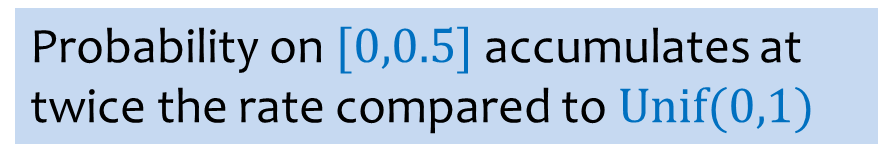 Probability on [0,0.5] accumulates at
twice the rate compared to Unif(0,1)